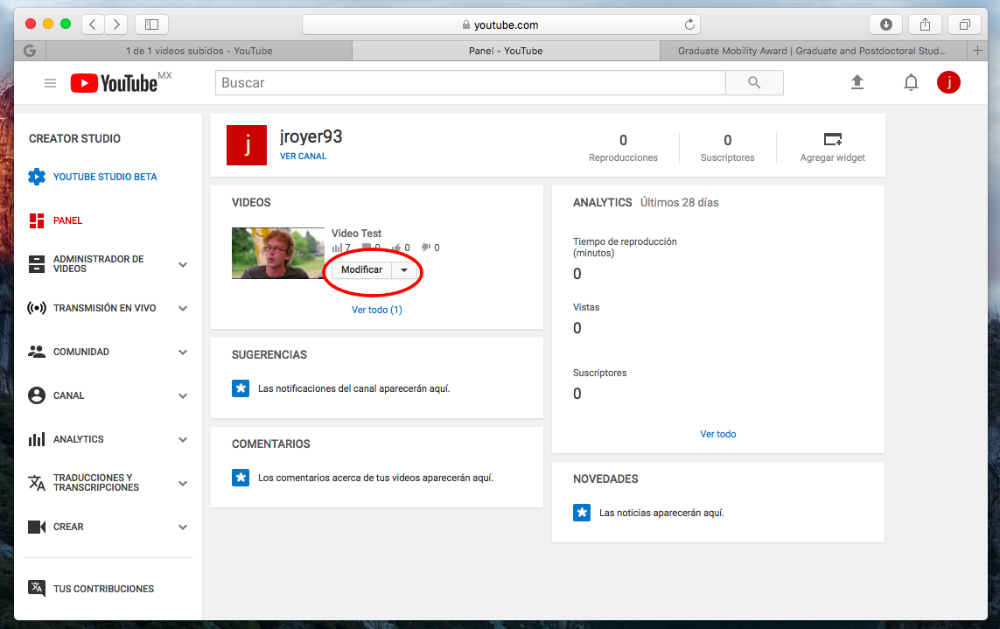 youtube.com
G
1 de 1 videos subidos - YouTube
Panel - YouTube
Graduate Mobility Award | Graduate and Postdoctoral Stud...
YouTube MX
Buscar
j
CREATOR STUDIO
YOUTUBE STUDIO BETA
PANEL
ADMINISTRADOR DE
VIDEOS
TRANSMISIÓN EN VIVO
COMUNIDAD
CANAL
ANALYTICS
TRADUCCIONES Y
TRANSCRIPCIONES
CREAR
TUS CONTRIBUCIONES
j
jroyer93
VER CANAL
0
Reproducciones
0
Suscriptores
Agregar widget
VIDEOS
Video Test
7 0 0 0
Modificar
Ver todo (1)
SUGERENCIAS
Las notificaciones del canal aparecerán aquí.
COMENTARIOS
Los comentarios acerca de tus videos aparecerán aquí.
ANALYTICS Últimos 28 días
Tiempo de reproducción
(minutos)
0
Vistas
0
Suscriptores
0
Ver todo
NOVEDADES
Las noticias aparecerán aquí.